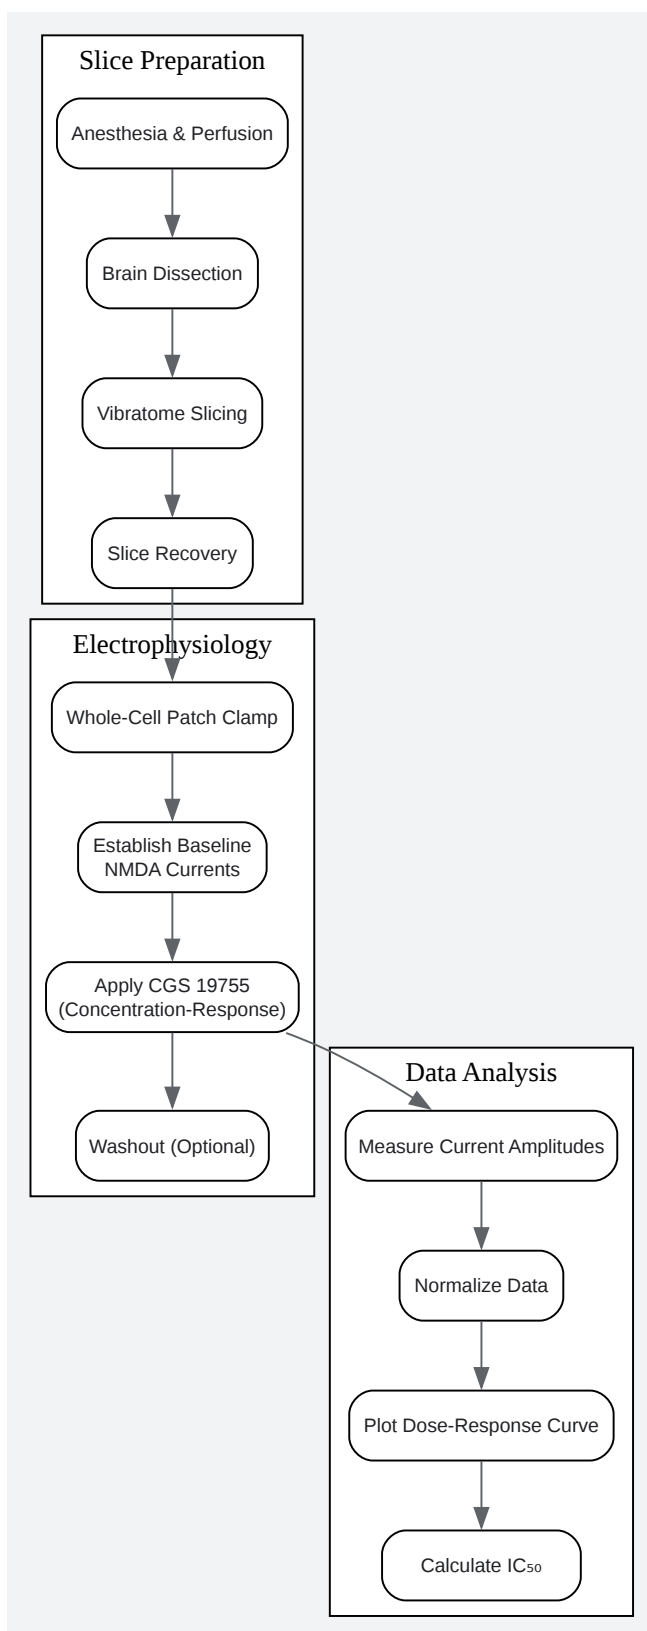 Slice Preparation
Anesthesia & Perfusion
Brain Dissection
Vibratome Slicing
Slice Recovery
Electrophysiology
Whole-Cell Patch Clamp
Establish Baseline
NMDA Currents
Apply CGS 19755
(Concentration-Response)
Washout (Optional)
Data Analysis
Measure Current Amplitudes
Normalize Data
Plot Dose-Response Curve
Calculate IC₅₀